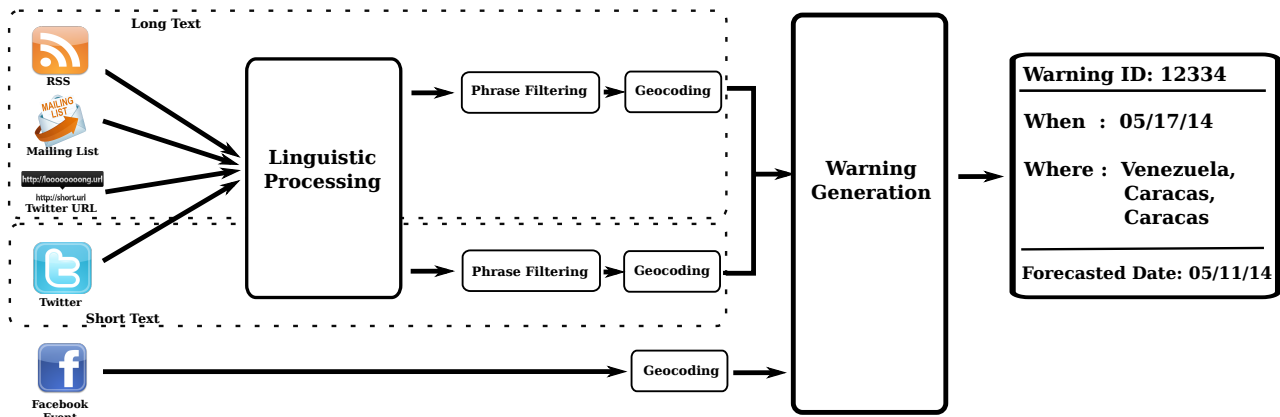 Long Text
RSS
MAILING
LIST
Mailing List
http://loooooooong.url
http://short.url
Twitter URL
Twitter
Short Text
Facebook
Event
Linguistic
Processing
Phrase Filtering
Geocoding
Phrase Filtering
Geocoding
Geocoding
Warning
Generation
Warning ID: 12334
When : 05/17/14
Where : Venezuela,
Caracas,
Caracas
Forecasted Date: 05/11/14